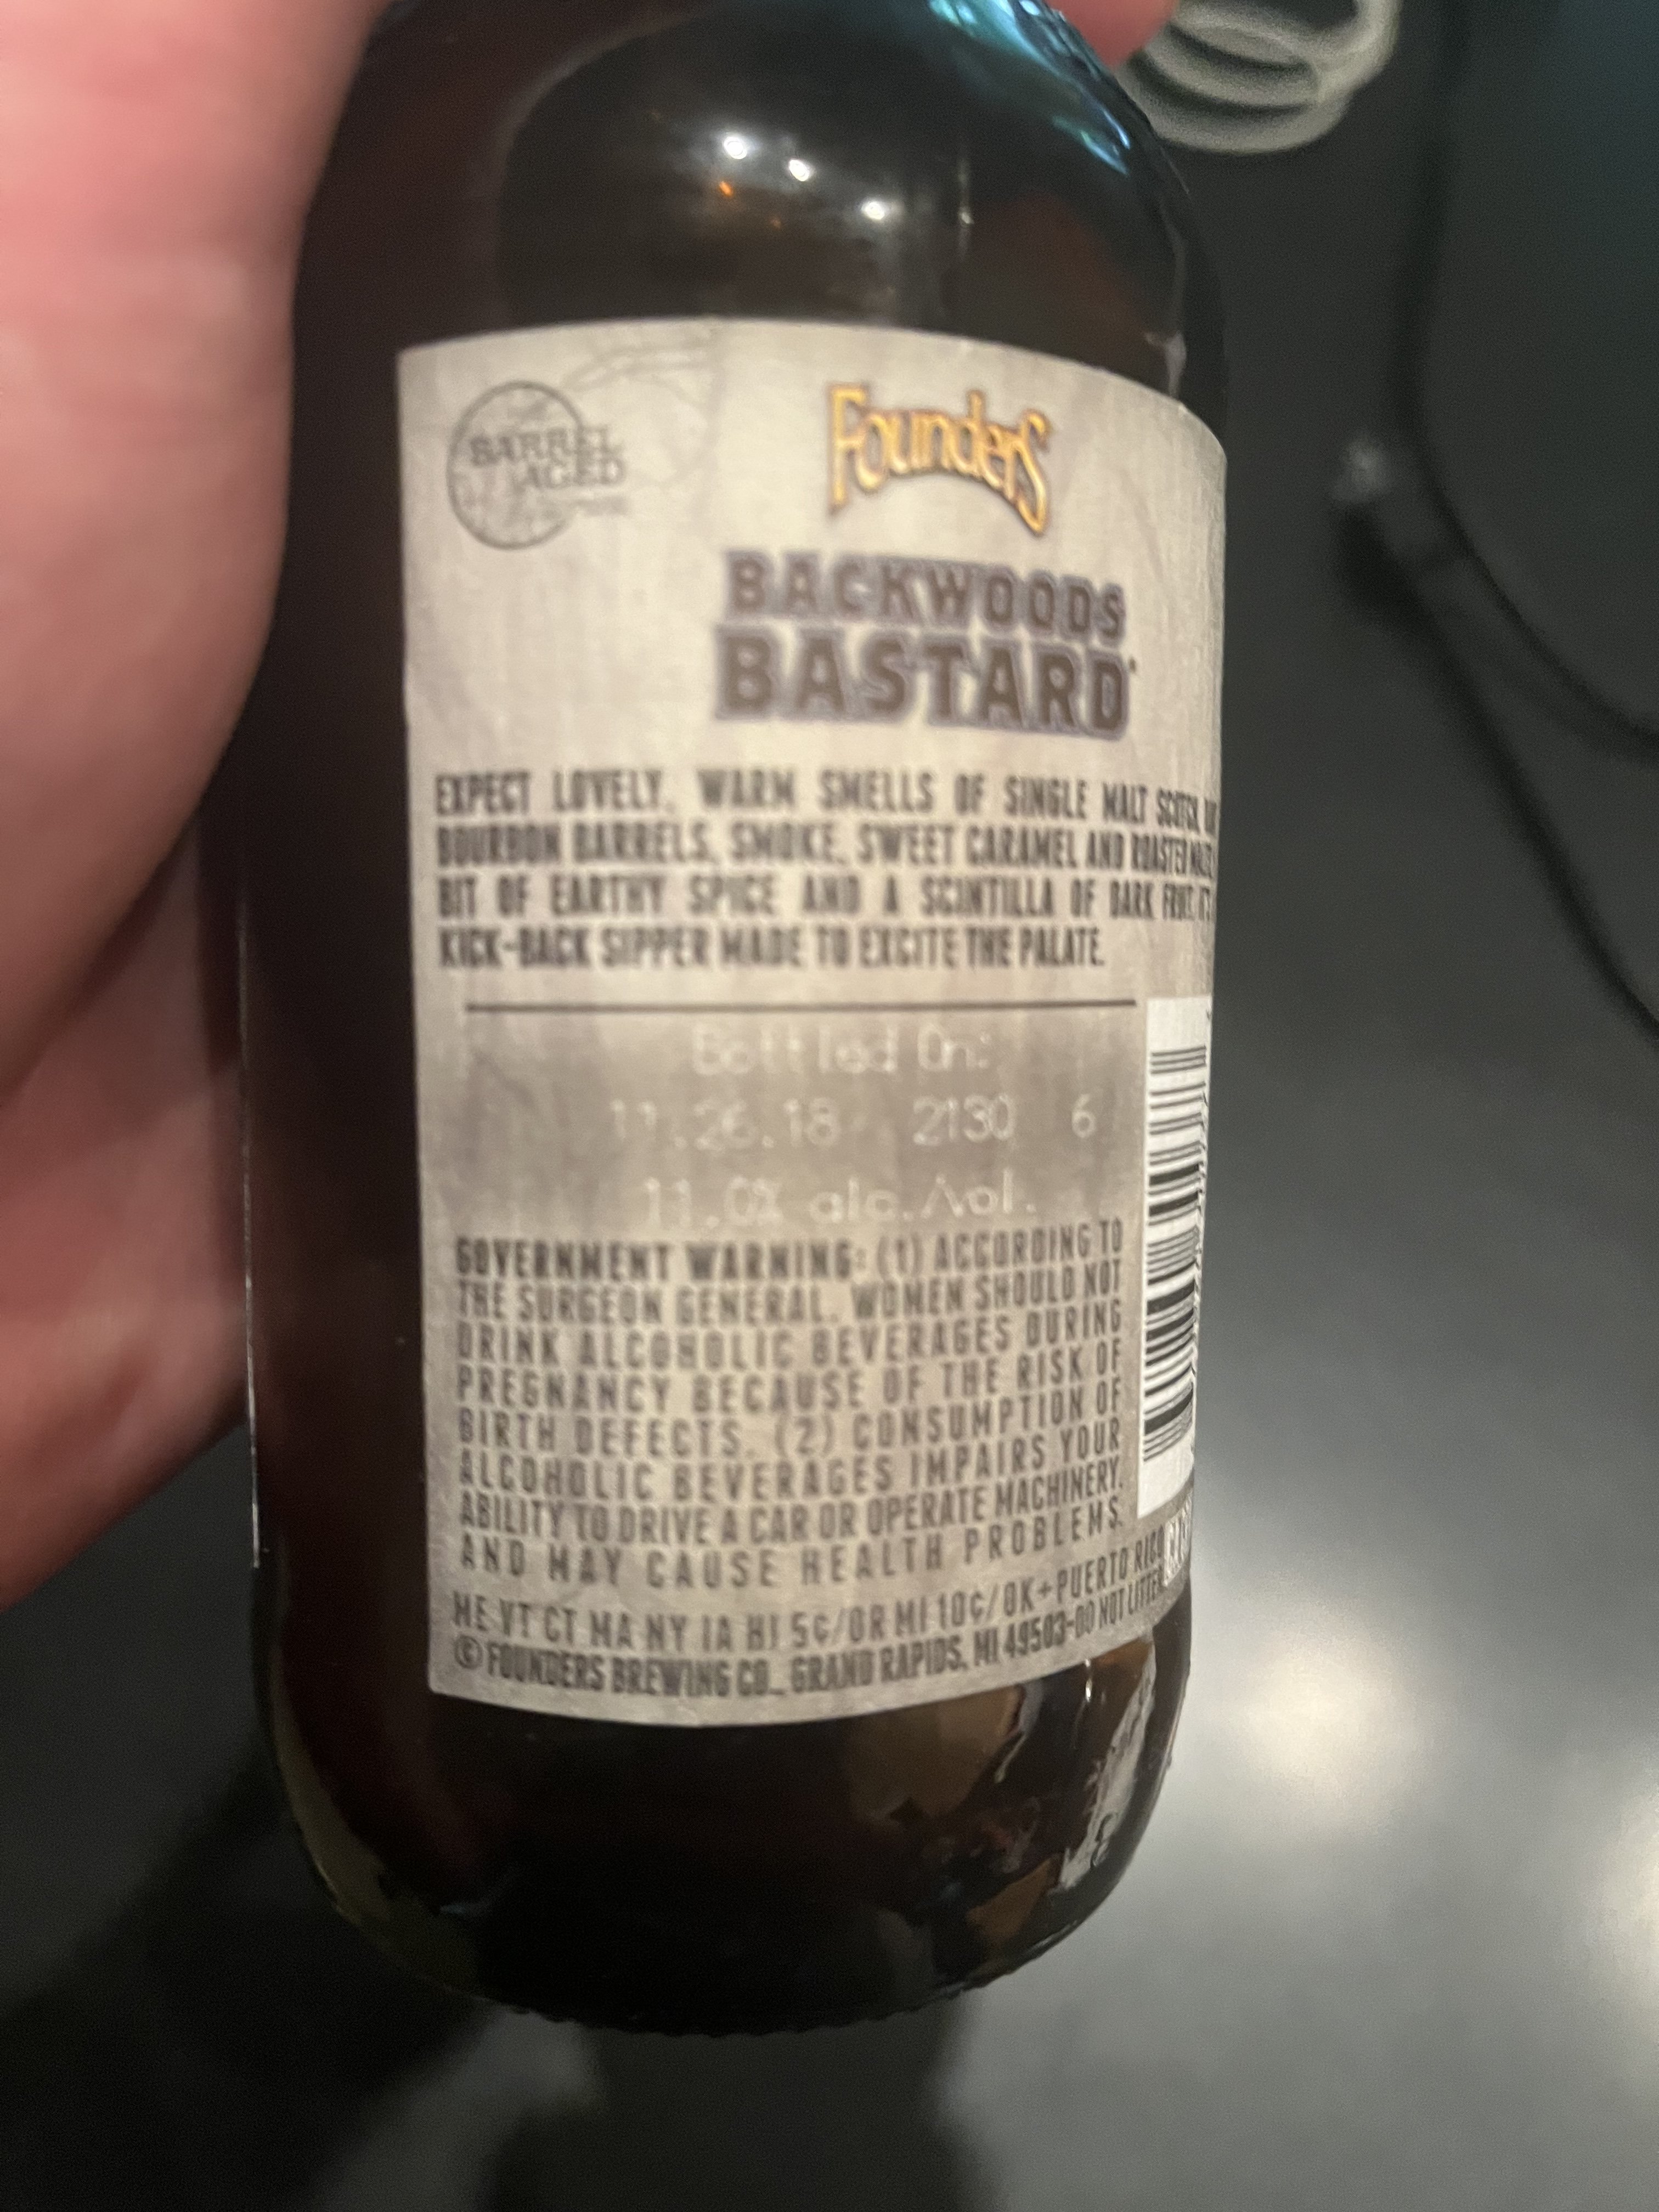 BARREL
AGED
Founders
BACKWOODS
BASTARD
EXPECT LOVELY, WARM SMELLS OF SINGLE MALT SCOTCH,
BOURBON BARRELS, SMOKE, SWEET CARAMEL AND ROASTED
BIT OF EARTHY SPICE AND A SCINTILLA OF DARK FRUIT.
KICK-BACK SIPPER MADE TO EXCITE THE PALATE.
Bottled On:
11.26.18 2130 6
11.0% alc./vol.
GOVERNMENT WARNING: (1) ACCORDING TO
THE SURGEON GENERAL, WOMEN SHOULD NOT
DRINK ALCOHOLIC BEVERAGES DURING
PREGNANCY BECAUSE OF THE RISK OF
BIRTH DEFECTS. (2) CONSUMPTION OF
ALCOHOLIC BEVERAGES IMPAIRS YOUR
ABILITY TO DRIVE A CAR OR OPERATE MACHINERY,
AND MAY CAUSE HEALTH PROBLEMS.
ME VT CT MA NY IA HI 5¢/OR MI 10¢/OK+PUERTO RICO
© FOUNDERS BREWING CO., GRAND RAPIDS, MI 49503-DO NOT LITTER